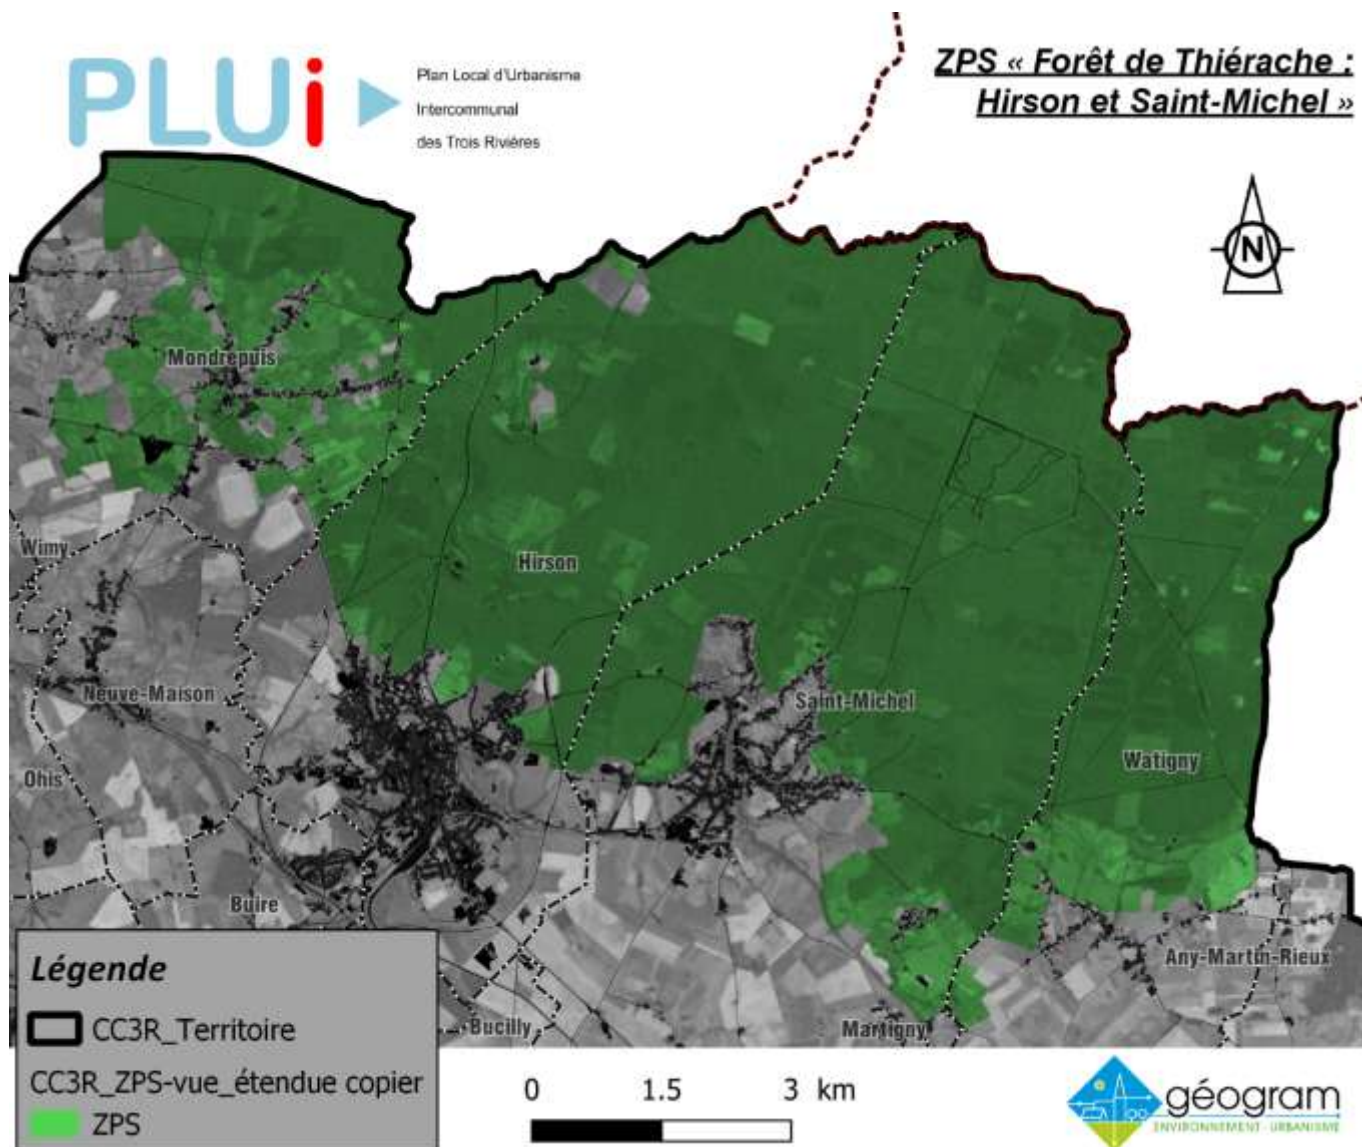 PLUi
Plan Local d'Urbanisme
Intercommunal
des Trois Rivières
ZPS « Forêt de Thiérache :
Hirson et Saint-Michel »
N
Mondrepuis
Wimy
Hirson
Neuve-Maison
Saint-Michel
Ohis
Watigny
Buire
Any-Martin-Rieux
Bucilly
Martigny
Légende
CC3R_Territoire
CC3R_ZPS-vue_étendue copier
ZPS
0 1.5 3 km
géogram
ENVIRONNEMENT - URBANISME